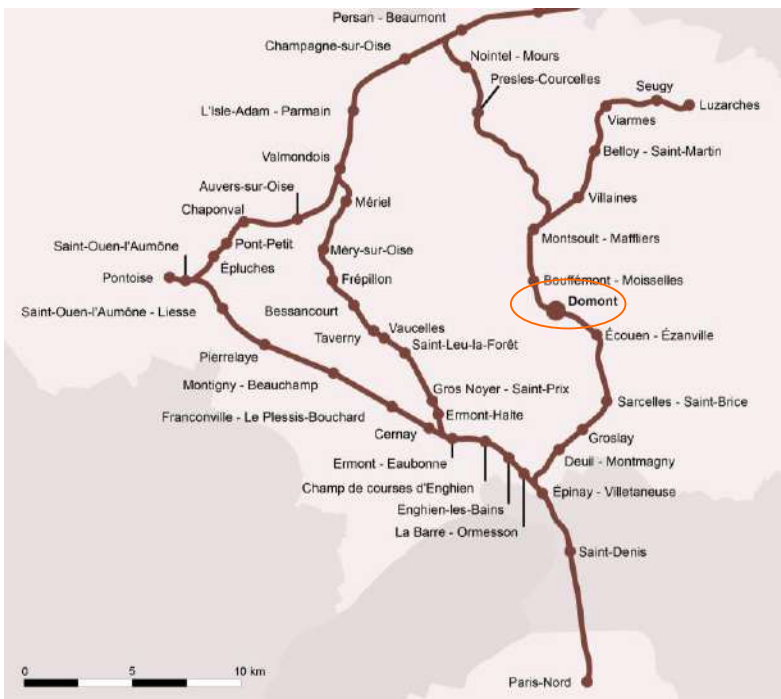 Persan - Beaumont
Champagne-sur-Oise
Nointel - Mours
Presles-Courcelles
Seugy
Luzarches
Viarmes
L'Isle-Adam - Parmain
Belloy - Saint-Martin
Valmondois
Auvers-sur-Oise
Mériel
Villaines
Chaponval
Montsoult - Maffliers
Saint-Ouen-l'Aumône
Pont-Petit
Méry-sur-Oise
Pontoise
Épluches
Frépillon
Bouffémont - Moisselles
Domont
Saint-Ouen-l'Aumône - Liesse
Bessancourt
Vaucelles
Écouen - Ézanville
Taverny
Saint-Leu-la-Forêt
Pierrelaye
Montigny - Beauchamp
Gros Noyer - Saint-Prix
Sarcelles - Saint-Brice
Franconville - Le Plessis-Bouchard
Ermont-Halte
Cernay
Groslay
Ermont - Eaubonne
Deuil - Montmagny
Champ de courses d'Enghien
Épinay - Villetaneuse
Enghien-les-Bains
La Barre - Ormesson
Saint-Denis
0 5 10 km
Paris-Nord